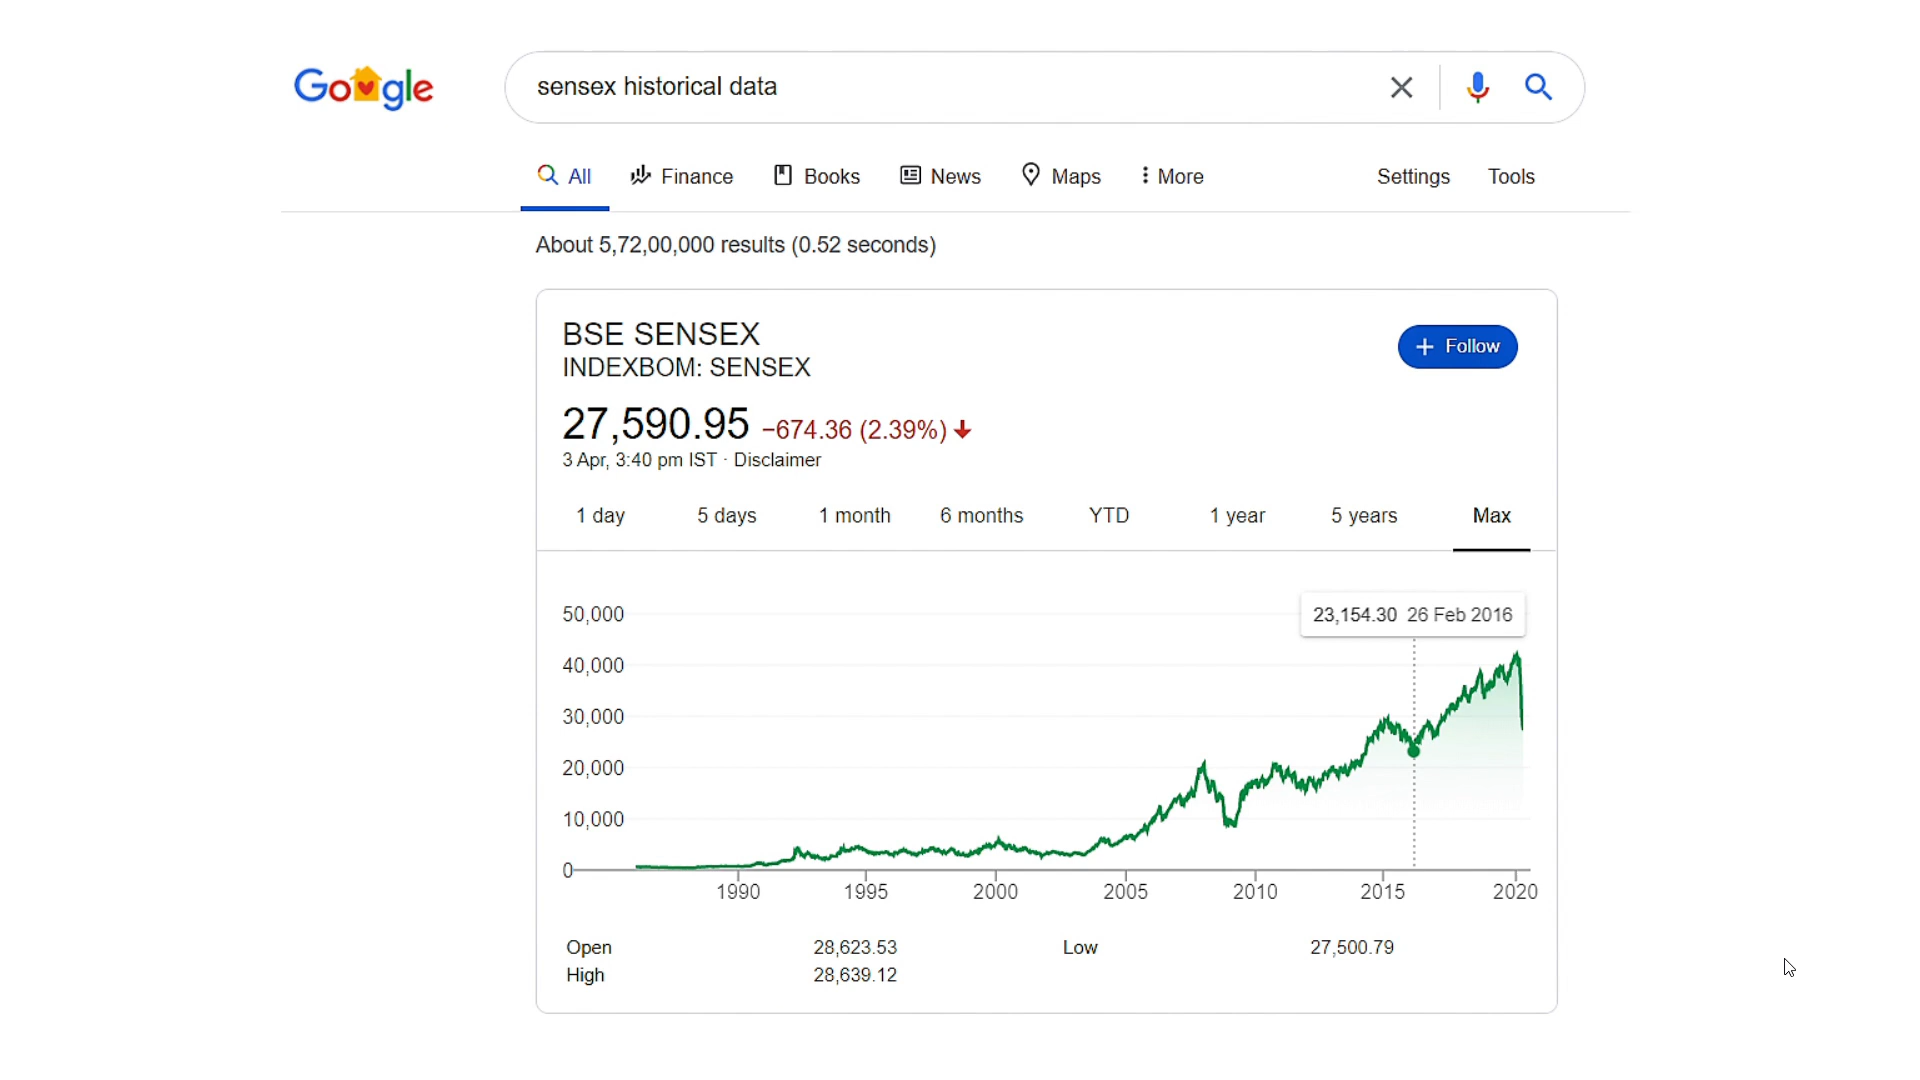 Google
sensex historical data
All Finance Books News Maps More Settings Tools
About 5,72,00,000 results (0.52 seconds)
BSE SENSEX
INDEXBOM: SENSEX
+ Follow
27,590.95 −674.36 (2.39%)
3 Apr, 3:40 pm IST · Disclaimer
1 day 5 days 1 month 6 months YTD 1 year 5 years Max
23,154.30 26 Feb 2016
50,000
40,000
30,000
20,000
10,000
0
1990 1995 2000 2005 2010 2015 2020
Open 28,623.53 Low 27,500.79
High 28,639.12